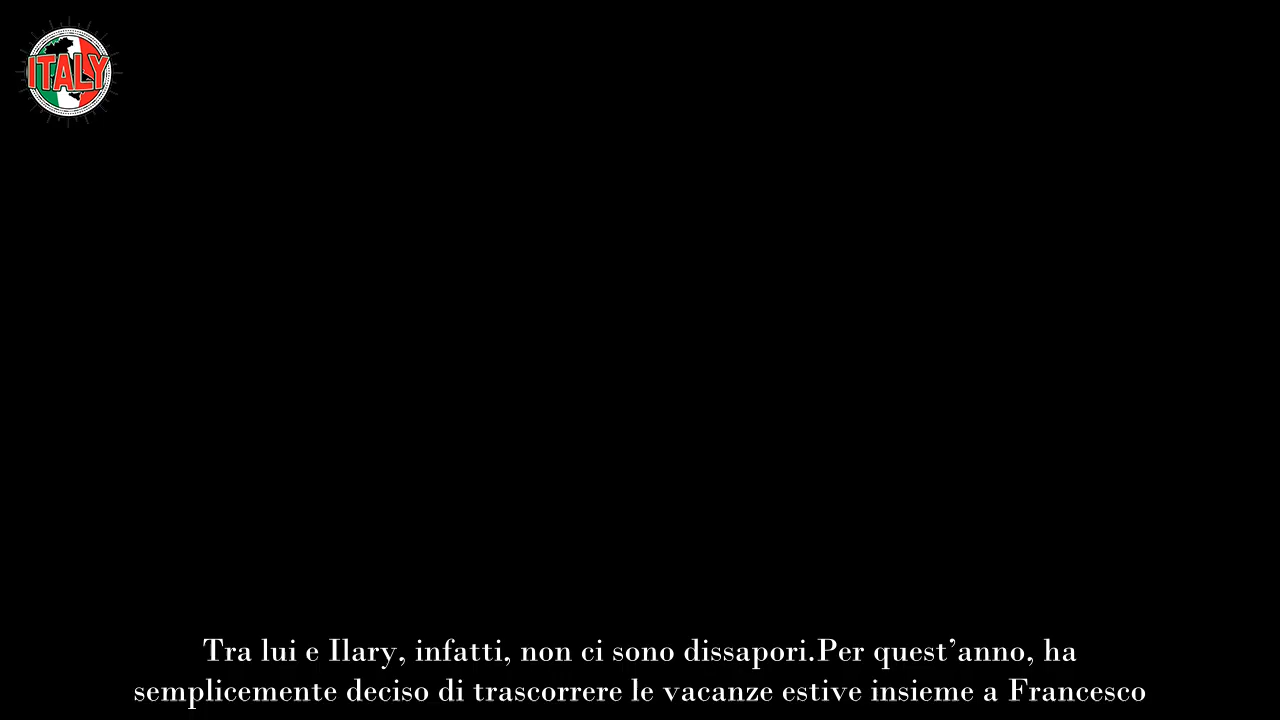 ITALY
Tra lui e Ilary, infatti, non ci sono dissapori.Per quest’anno, ha
semplicemente deciso di trascorrere le vacanze estive insieme a Francesco